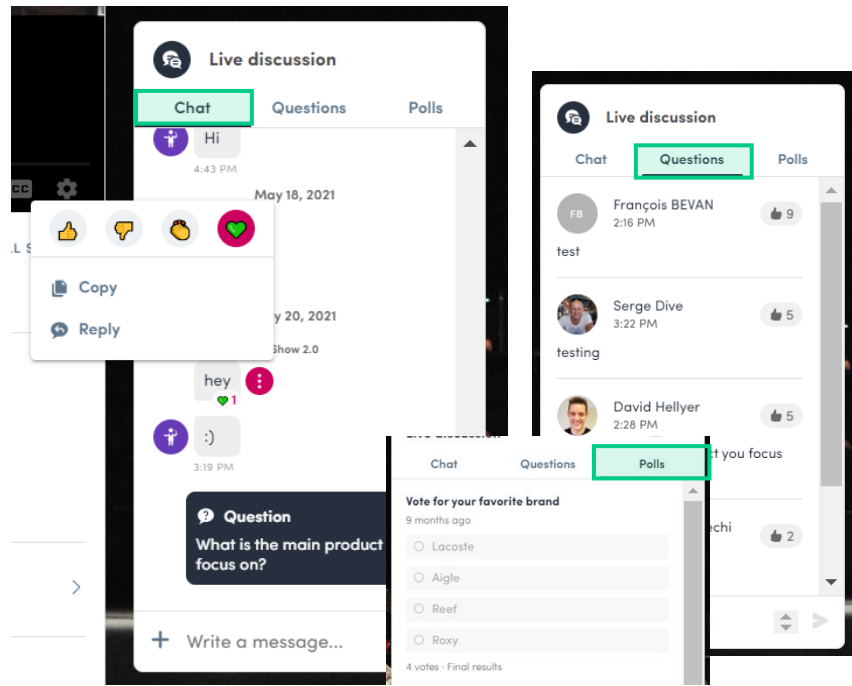 Live discussion
Chat Questions Polls
Hi
4:43 PM
May 18, 2021
CC
Copy
Reply
y 20, 2021
Show 2.0
hey
1
:)
3:19 PM
Question
What is the main product
focus on?
Write a message...
Live discussion
Chat Questions Polls
FB
François BEVAN
2:16 PM
9
test
Serge Dive
3:22 PM
5
testing
David Hellyer
2:28 PM
5
ct you focus
echi
2
Chat Questions Polls
Vote for your favorite brand
9 months ago
Lacoste
Aigle
Reef
Roxy
4 votes · Final results